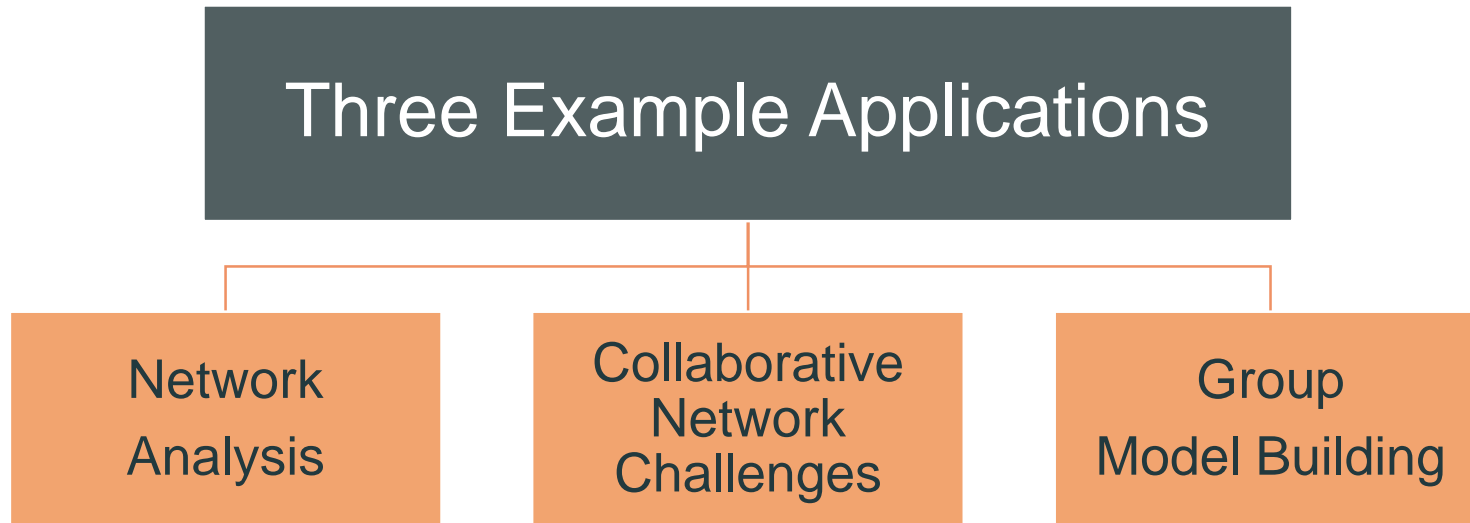 Three Example Applications
Network
Analysis
Collaborative
Network
Challenges
Group
Model Building